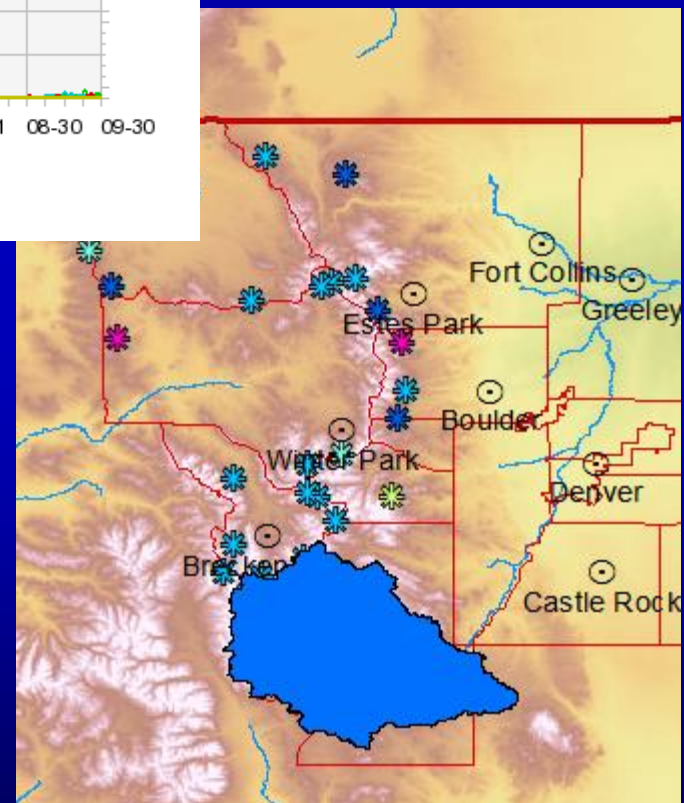 08-30 09-30
Fort Collins
Greeley
Estes Park
Boulder
Winter Park
Denver
Castle Rock